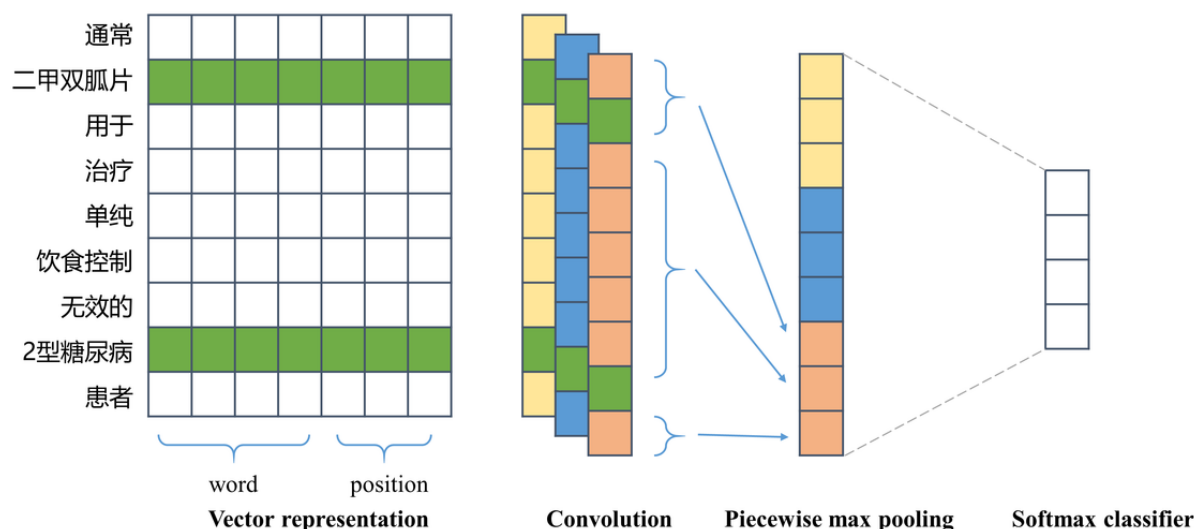 通常
二甲双胍片
用于
治疗
单纯
饮食控制
无效的
2型糖尿病
患者
word position
Vector representation Convolution Piecewise max pooling Softmax classifier